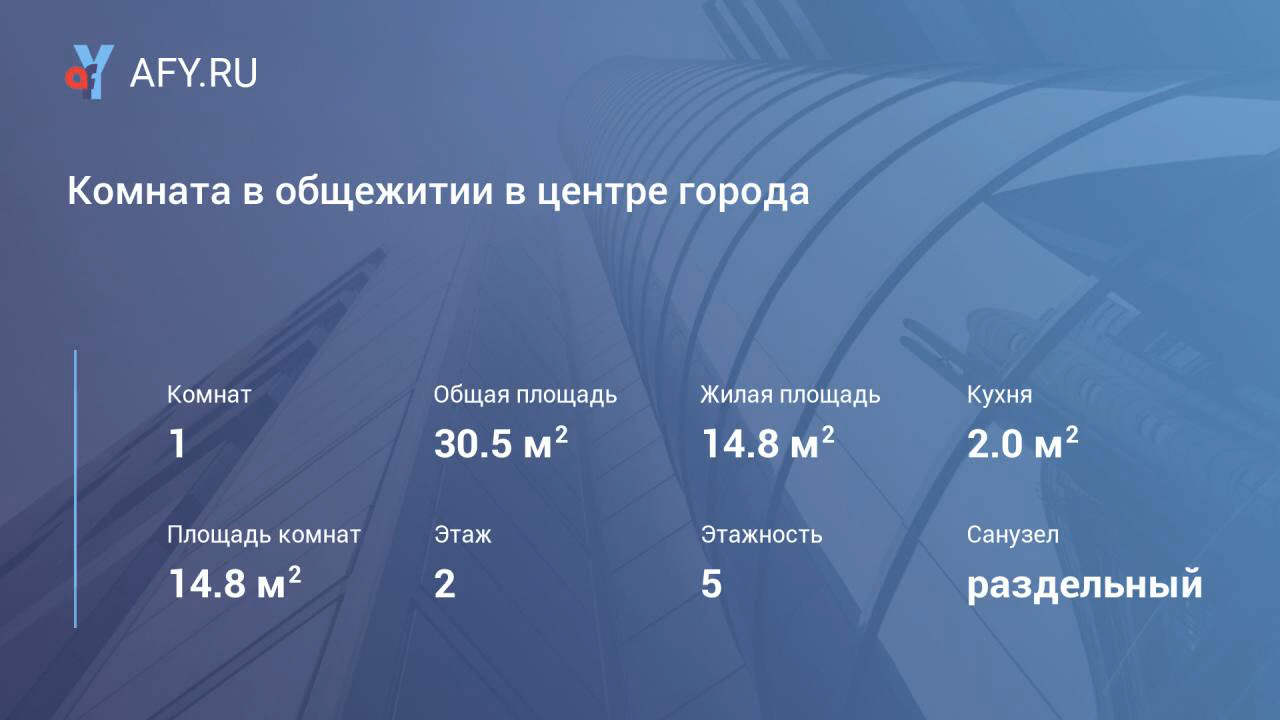 afy AFY.RU
Комната в общежитии в центре города
Комнат
1
Общая площадь
30.5 м²
Жилая площадь
14.8 м²
Кухня
2.0 м²
Площадь комнат
14.8 м²
Этаж
2
Этажность
5
Санузел
раздельный